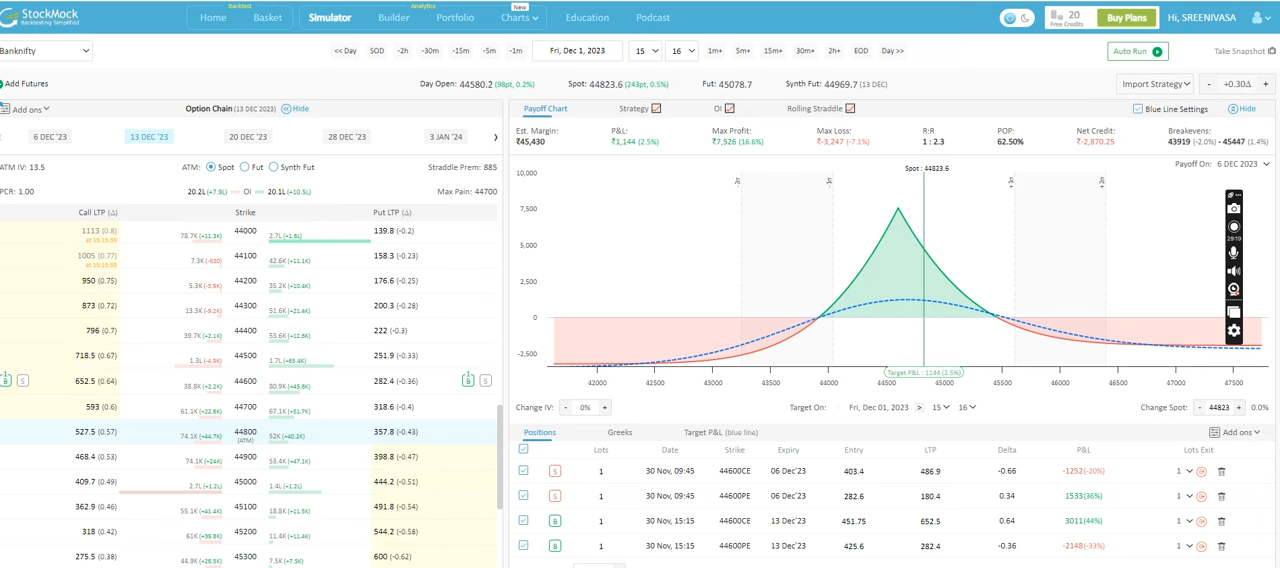 StockMock
Backtesting Simplified
Backtest
Home Basket
Simulator
Analytics
Builder Portfolio Charts
New
Education Podcast
20
Free Credits
Buy Plans
Hi, SREENIVASA
Banknifty
<< Day SOD -2h -30m -15m -5m -1m Fri, Dec 1, 2023 15 16 1m+ 5m+ 15m+ 30m+ 2h+ EOD Day >>
Auto Run
Take Snapshot
Add Futures
Day Open: 44580.2 (98pt, 0.2%) Spot: 44823.6 (243pt, 0.5%) Fut: 45078.7 Synth Fut: 44969.7 (13 DEC)
Import Strategy - +0.30Δ +
Add ons Option Chain (13 DEC 2023) Hide
6 DEC '23 13 DEC '23 20 DEC '23 28 DEC '23 3 JAN '24
ATM IV: 13.5 ATM: Spot Fut Synth Fut Straddle Prem: 885
PCR: 1.00 20.2L (+7.9L) OI 20.1L (+10.5L) Max Pain: 44700
Call LTP (Δ) Strike Put LTP (Δ)
1113 (0.8) 78.7K (+11.3K) 44000 2.7L (+1.6L) 139.8 (-0.2)
at 15:15:59
1005 (0.77) 7.3K (-630) 44100 42.6K (+11.1K) 158.3 (-0.23)
at 15:15:59
950 (0.75) 5.3K (-3.9K) 44200 35.2K (+10.4K) 176.6 (-0.25)
873 (0.72) 13.3K (-9.2K) 44300 51.6K (+21.4K) 200.3 (-0.28)
796 (0.7) 39.7K (+2.1K) 44400 53.6K (+12.6K) 222 (-0.3)
718.5 (0.67) 1.3L (-4.5K) 44500 1.7L (+65.4K) 251.9 (-0.33)
1 B S 652.5 (0.64) 38.8K (+2.2K) 44600 80.9K (+45.6K) 282.4 (-0.36) 1 B S
593 (0.6) 61.1K (+22.6K) 44700 67.1K (+51.7K) 318.6 (-0.4)
527.5 (0.57) 74.1K (+44.7K) 44800 52K (+40.2K) 357.8 (-0.43)
(ATM)
468.4 (0.53) 74.1K (+24K) 44900 53.4K (+47.1K) 398.8 (-0.47)
409.7 (0.49) 2.7L (+1.2L) 45000 1.4L (+1.2L) 444.2 (-0.51)
362.9 (0.46) 55.1K (+41.4K) 45100 18.8K (+11.5K) 491.8 (-0.54)
318 (0.42) 61K (+39.8K) 45200 11.4K (+11.4K) 544.2 (-0.58)
275.5 (0.38) 44.9K (+26.5K) 45300 7.5K (+7.5K) 600 (-0.62)
Payoff Chart Strategy OI Rolling Straddle Blue Line Settings Hide
Est. Margin: P&L: Max Profit: Max Loss: R:R POP: Net Credit: Breakevens:
₹45,430 ₹1,144 (2.5%) ₹7,526 (16.6%) ₹-3,247 (-7.1%) 1 : 2.3 62.50% ₹-2,870.25 43919 (-2.0%) - 45447 (1.4%)
Payoff On: 6 DEC 2023
Spot : 44823.6
-2σ -1σ +1σ +2σ
10,000
7,500
5,000
2,500
0
-2,500
29:19
Target P&L : 1144 (2.5%)
42000 42500 43000 43500 44000 44500 45000 45500 46000 46500 47000 47500
Change IV: - 0% + Target On: Fri, Dec 01, 2023 > 15 16 Change Spot: - 44823 + 0.0%
Positions Greeks Target P&L (blue line) Add ons
Lots Date Strike Expiry Entry LTP Delta P&L Lots Exit
S 1 30 Nov, 09:45 44600CE 06 Dec'23 403.4 486.9 -0.66 -1252(-20%) 1
S 1 30 Nov, 09:45 44600PE 06 Dec'23 282.6 180.4 0.34 1533(36%) 1
B 1 30 Nov, 15:15 44600CE 13 Dec'23 451.75 652.5 0.64 3011(44%) 1
B 1 30 Nov, 15:15 44600PE 13 Dec'23 425.6 282.4 -0.36 -2148(-33%) 1